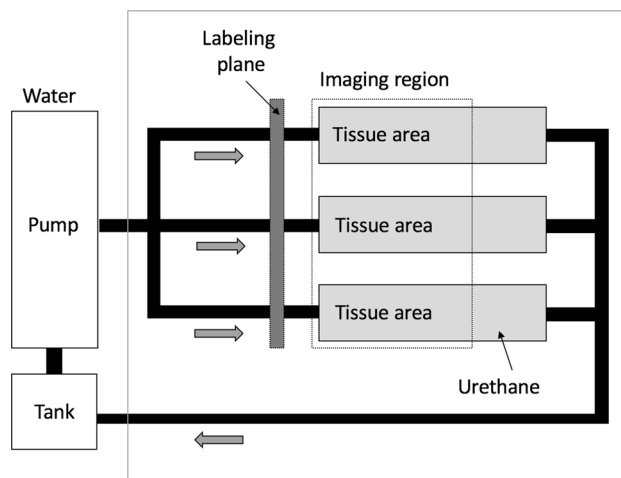 Labeling
plane
Water
Imaging region
Tissue area
Pump
Tissue area
Tissue area
Urethane
Tank